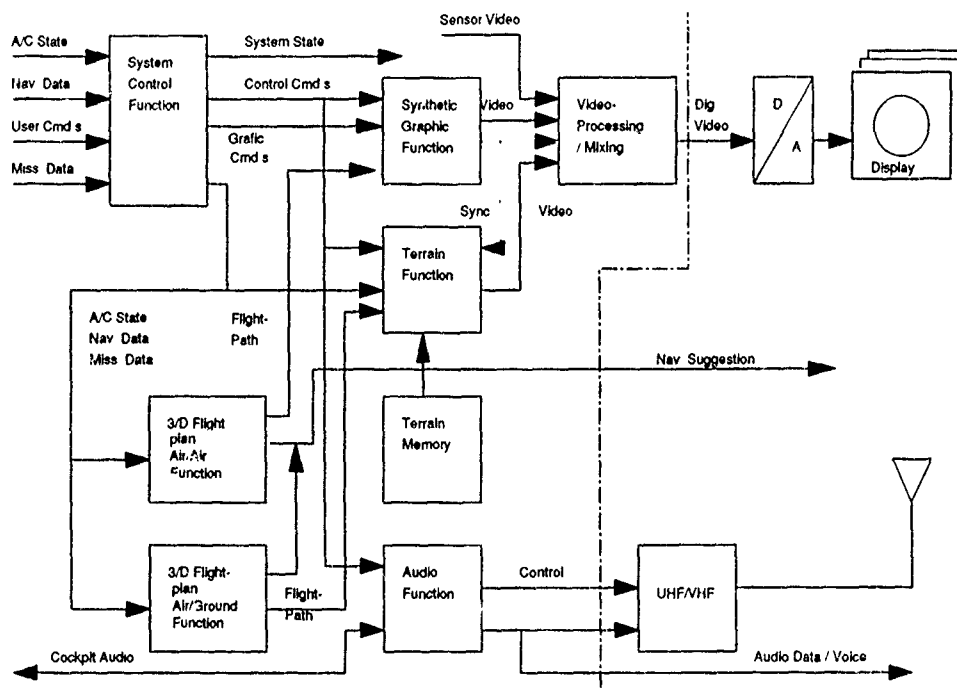 Sensor Video
A/C State
System State
Nav Data
System
Control
Function
Control Cmd s
User Cmd s
Grafic
Cmd s
Miss Data
Synthetic
Graphic
Function
Video
Video-
Processing
/ Mixing
Dig
Video
D
A
Display
Sync
Video
Terrain
Function
A/C State
Nav Data
Miss Data
Flight-
Path
Nav Suggestion
3/D Flight
plan
Air/Air
Function
Terrain
Memory
3/D Flight-
plan
Air/Ground
Function
Flight-
Path
Audio
Function
Control
UHF/VHF
Cockpit Audio
Audio Data / Voice